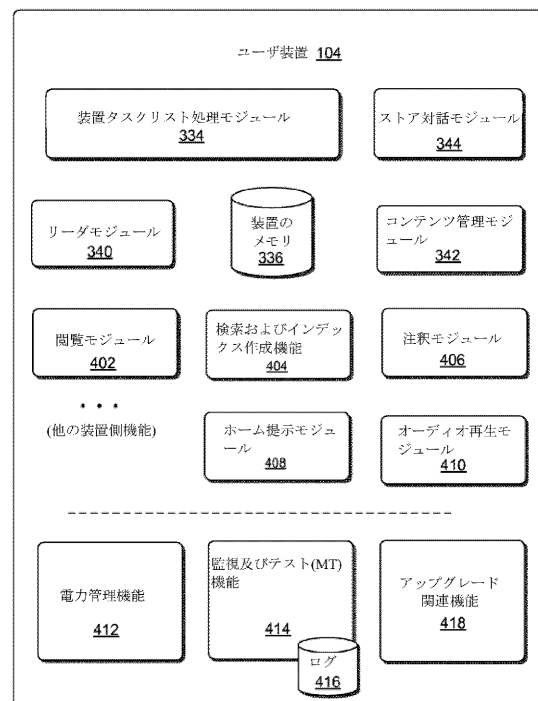 ユーザ装置 104
装置タスクリスト処理モジュール
334
ストア対話モジュール
344
リーダモジュール
340
装置の
メモリ
336
コンテンツ管理モジ
ュール
342
閲覧モジュール
402
検索およびインデッ
クス作成機能
404
注釈モジュール
406
• • •
(他の装置側機能)
ホーム提示モジュ
ール
408
オーディオ再生モ
ジュール
410
電力管理機能
412
監視及びテスト(MT)
機能
414
ログ
416
アップグレード
関連機能
418